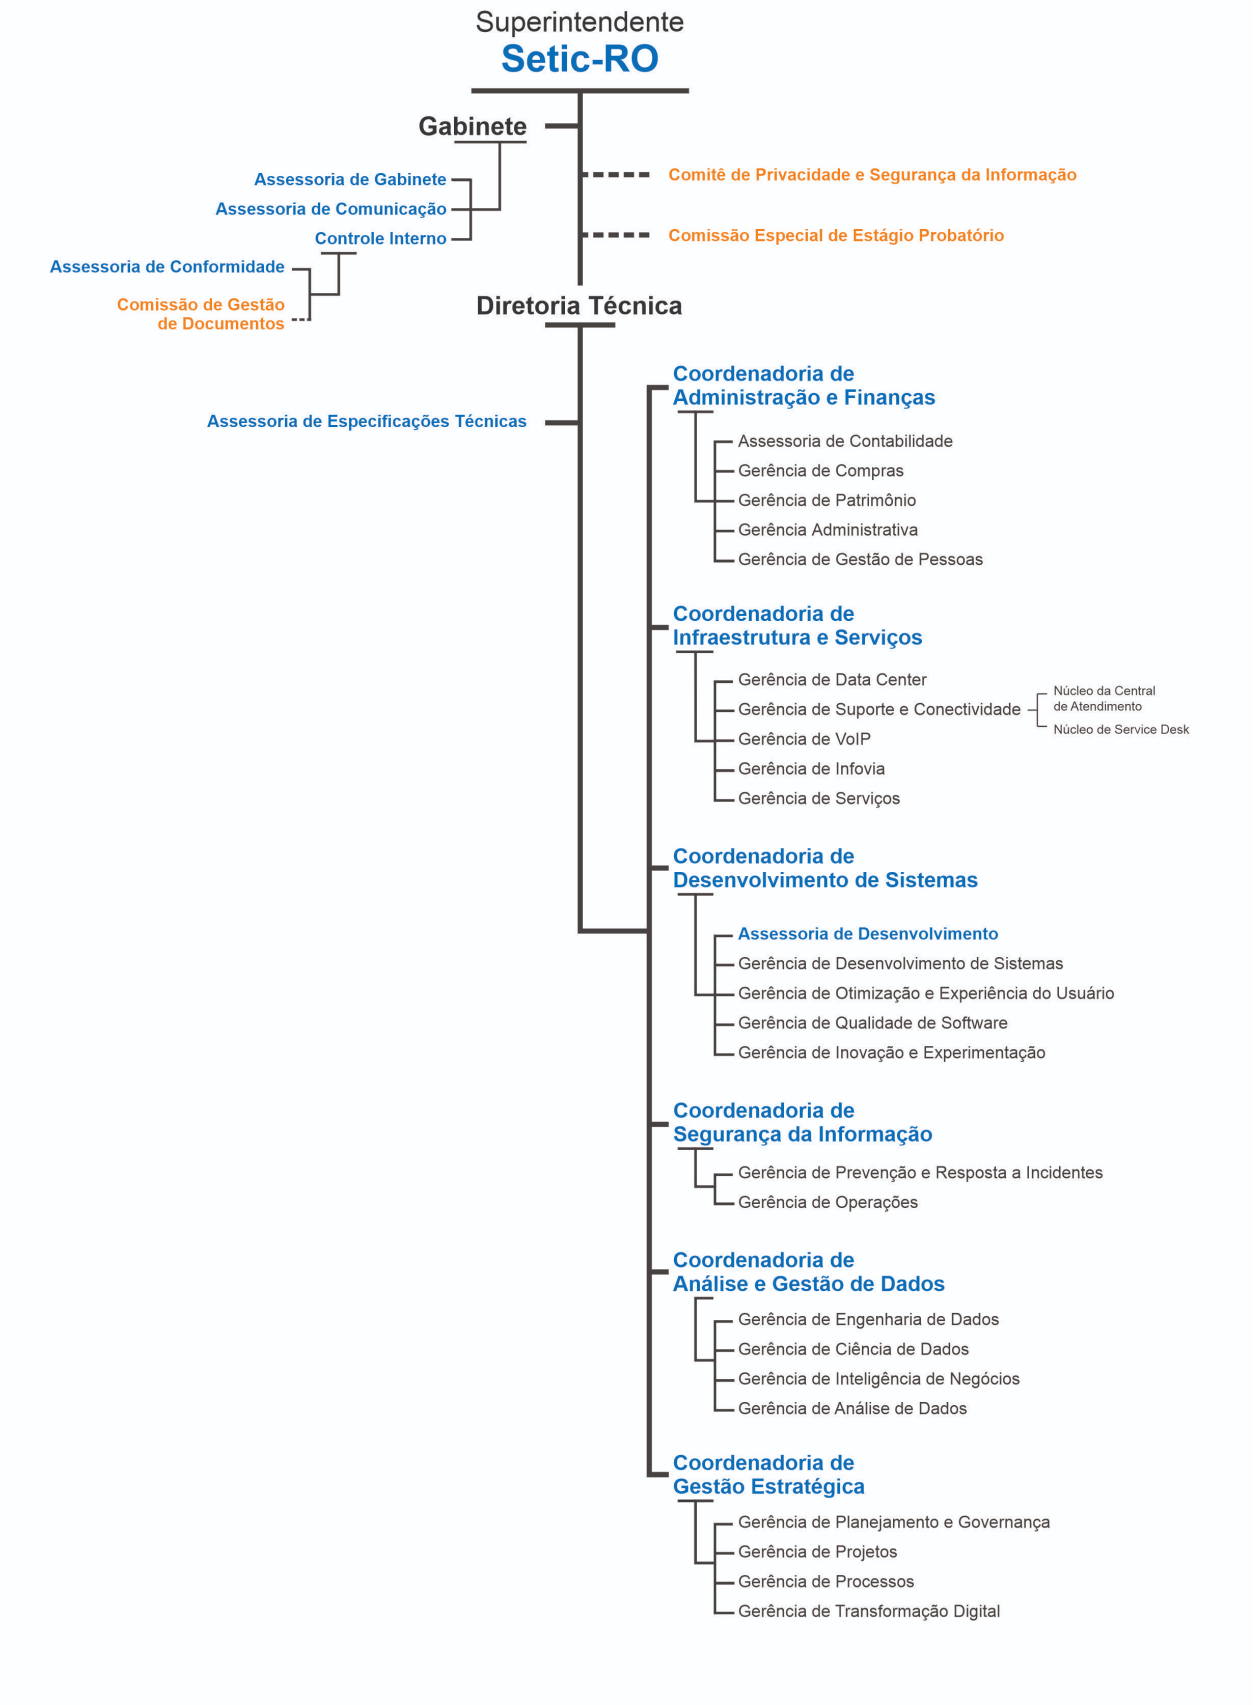 Superintendente
Setic-RO
Gabinete
Assessoria de Gabinete
Assessoria de Comunicação
Controle Interno
Assessoria de Conformidade
Comissão de Gestão
de Documentos
Comitê de Privacidade e Segurança da Informação
Comissão Especial de Estágio Probatório
Diretoria Técnica
Assessoria de Especificações Técnicas
Coordenadoria de
Administração e Finanças
Assessoria de Contabilidade
Gerência de Compras
Gerência de Patrimônio
Gerência Administrativa
Gerência de Gestão de Pessoas
Coordenadoria de
Infraestrutura e Serviços
Gerência de Data Center
Gerência de Suporte e Conectividade
Núcleo da Central
de Atendimento
Núcleo de Service Desk
Gerência de VoIP
Gerência de Infovia
Gerência de Serviços
Coordenadoria de
Desenvolvimento de Sistemas
Assessoria de Desenvolvimento
Gerência de Desenvolvimento de Sistemas
Gerência de Otimização e Experiência do Usuário
Gerência de Qualidade de Software
Gerência de Inovação e Experimentação
Coordenadoria de
Segurança da Informação
Gerência de Prevenção e Resposta a Incidentes
Gerência de Operações
Coordenadoria de
Análise e Gestão de Dados
Gerência de Engenharia de Dados
Gerência de Ciência de Dados
Gerência de Inteligência de Negócios
Gerência de Análise de Dados
Coordenadoria de
Gestão Estratégica
Gerência de Planejamento e Governança
Gerência de Projetos
Gerência de Processos
Gerência de Transformação Digital